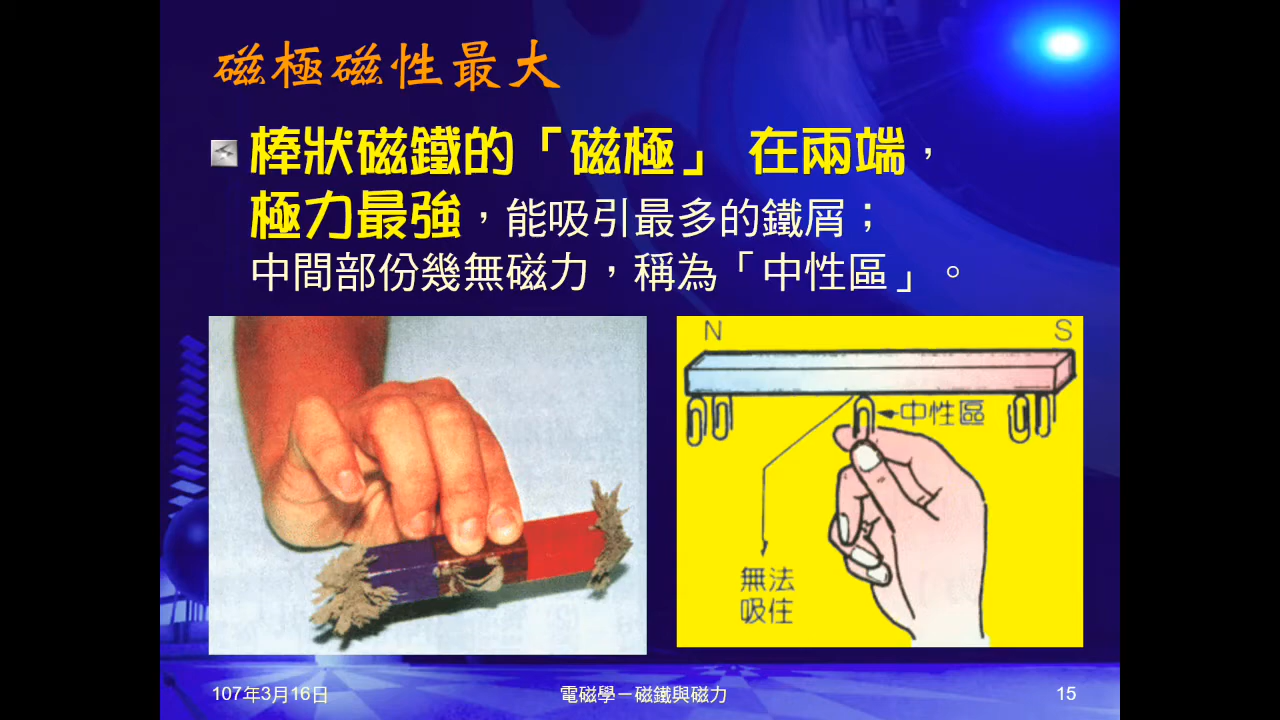 磁極磁性最大
棒狀磁鐵的「磁極」 在兩端，
極力最強，能吸引最多的鐵屑；
中間部份幾無磁力，稱為「中性區」。
N
S
中性區
無法
吸住
107年3月16日
電磁學－磁鐵與磁力
15